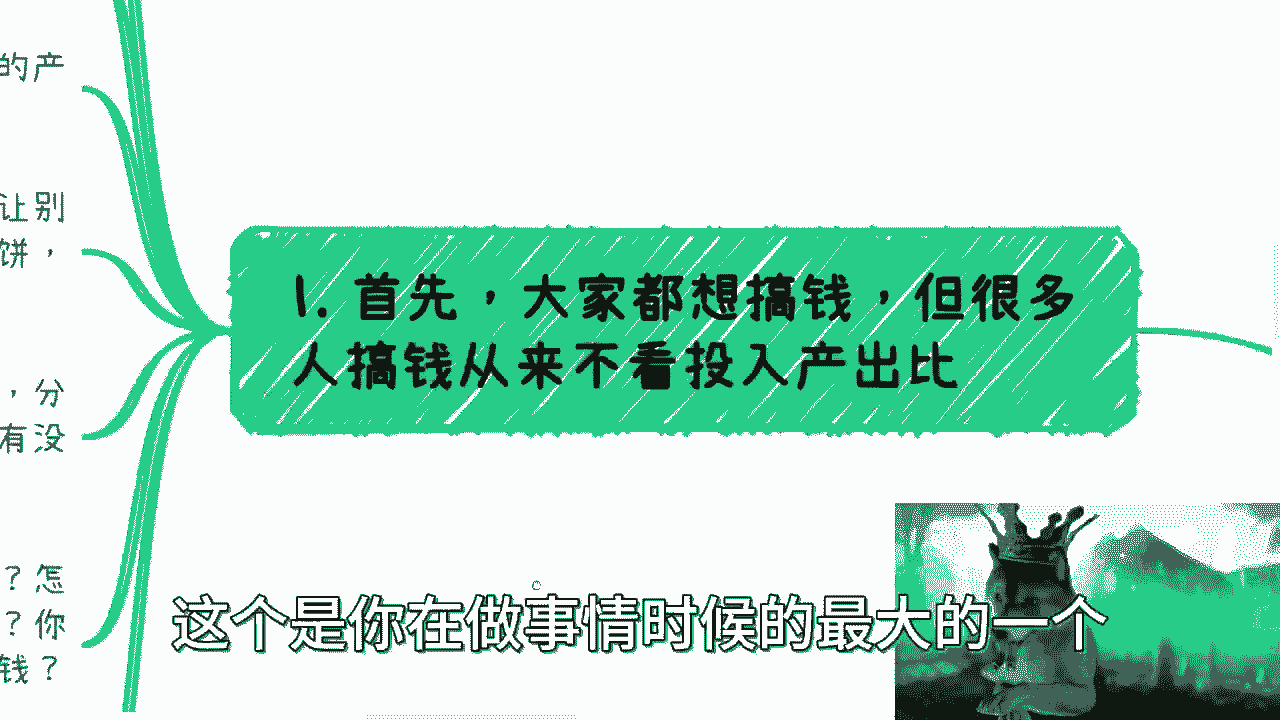 的产
让别
饼，
1. 首先，大家都想搞钱，但很多
人搞钱从来不看投入产出比
，分
有没
？怎
？你
钱？
这个是你在做事情时候的最大的一个